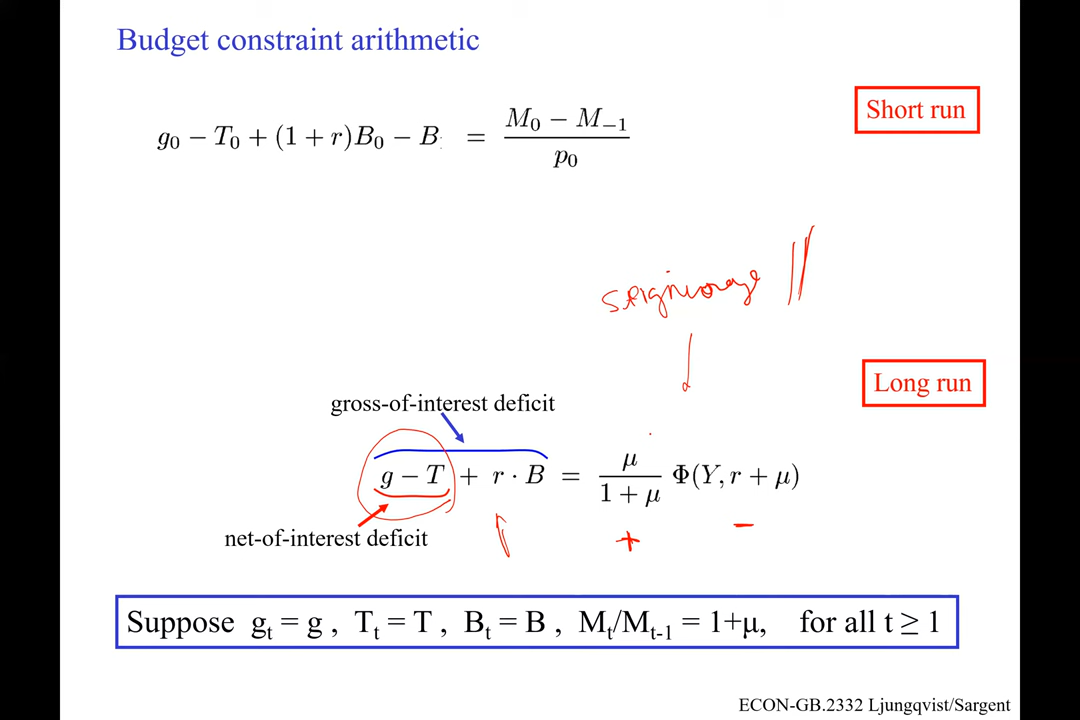 Budget constraint arithmetic
Short run
g₀ − T₀ + (1 + r)B₀ − B = (M₀ − M₋₁) / p₀
seigniorage
Long run
gross-of-interest deficit
g − T + r · B = μ / (1 + μ) Φ(Y, r + μ)
+ −
net-of-interest deficit
Suppose gₜ = g , Tₜ = T , Bₜ = B , Mₜ/Mₜ₋₁ = 1+μ, for all t ≥ 1
ECON-GB.2332 Ljungqvist/Sargent